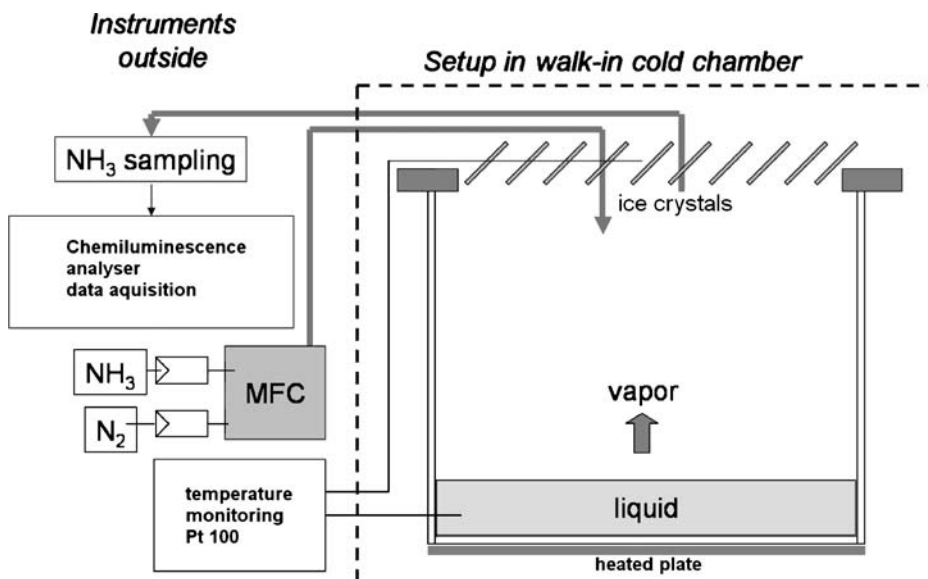 Instruments
outside
Setup in walk-in cold chamber
NH₃ sampling
ice crystals
Chemiluminescence
analyser
data aquisition
NH₃
MFC
N₂
vapor
temperature
monitoring
Pt 100
liquid
heated plate